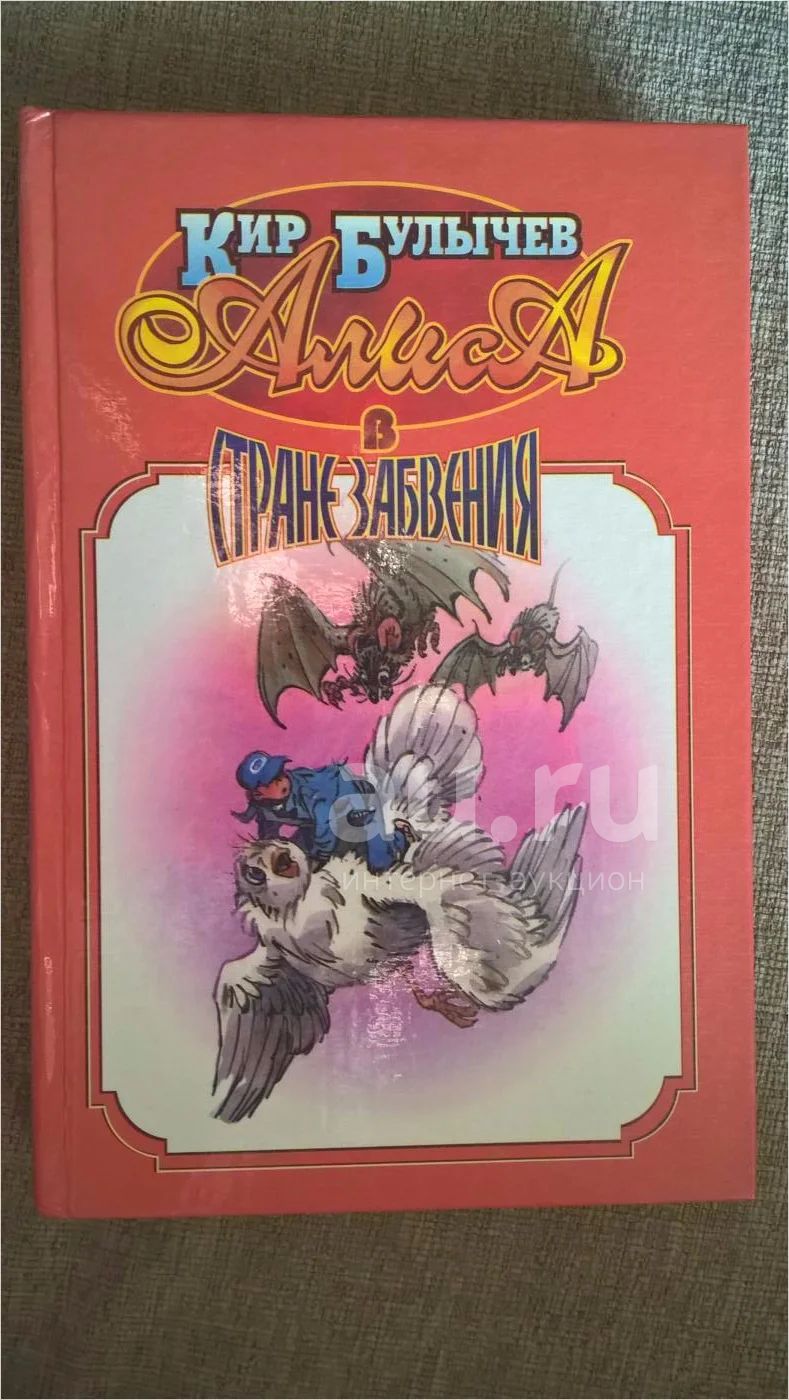 Кир Булычев
Алиса
в
стране забвения
au.ru
интернет аукцион